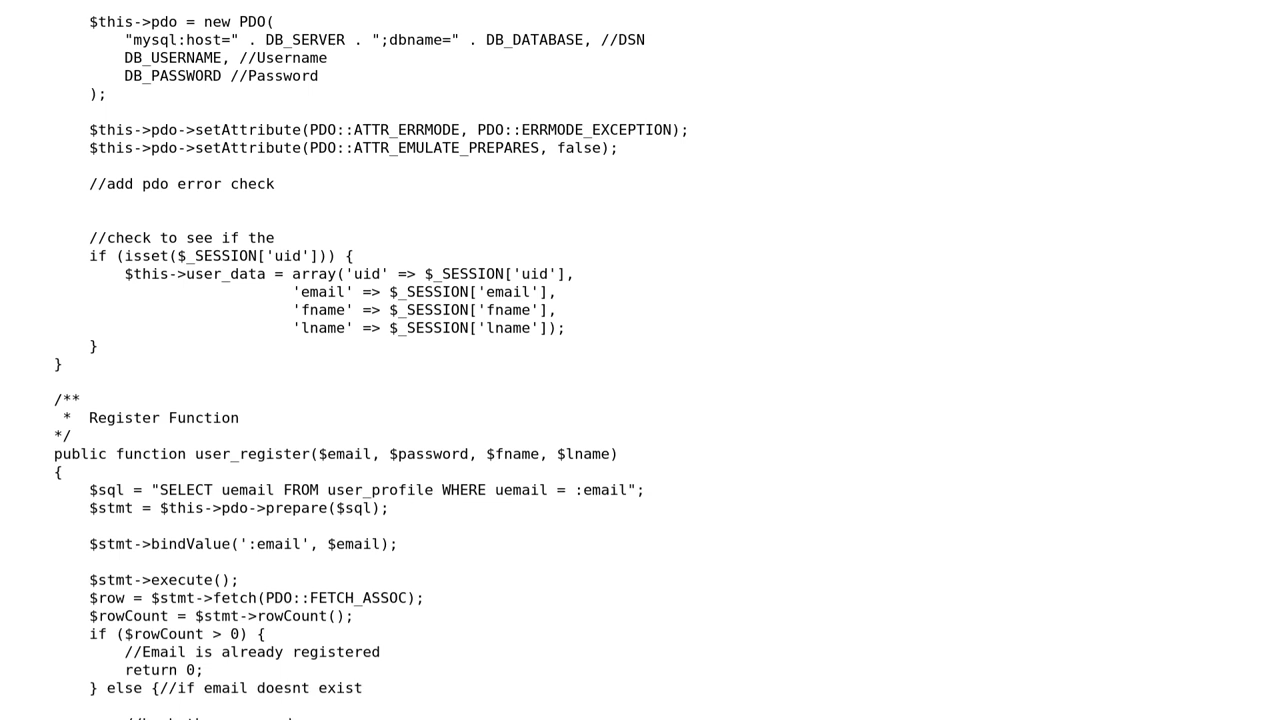 $this->pdo = new PDO(
"mysql:host=" . DB_SERVER . ";dbname=" . DB_DATABASE, //DSN
DB_USERNAME, //Username
DB_PASSWORD //Password
);
$this->pdo->setAttribute(PDO::ATTR_ERRMODE, PDO::ERRMODE_EXCEPTION);
$this->pdo->setAttribute(PDO::ATTR_EMULATE_PREPARES, false);
//add pdo error check
//check to see if the
if (isset($_SESSION['uid'])) {
$this->user_data = array('uid' => $_SESSION['uid'],
'email' => $_SESSION['email'],
'fname' => $_SESSION['fname'],
'lname' => $_SESSION['lname']);
}
}
/**
*  Register Function
*/
public function user_register($email, $password, $fname, $lname)
{
$sql = "SELECT uemail FROM user_profile WHERE uemail = :email";
$stmt = $this->pdo->prepare($sql);
$stmt->bindValue(':email', $email);
$stmt->execute();
$row = $stmt->fetch(PDO::FETCH_ASSOC);
$rowCount = $stmt->rowCount();
if ($rowCount > 0) {
//Email is already registered
return 0;
} else {//if email doesnt exist